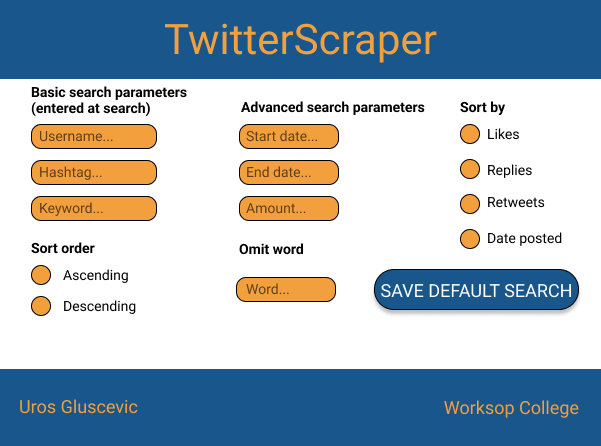 TwitterScraper
Basic search parameters
(entered at search)
Username...
Hashtag...
Keyword...
Advanced search parameters
Start date...
End date...
Amount...
Sort by
Likes
Replies
Retweets
Date posted
Sort order
Ascending
Descending
Omit word
Word...
SAVE DEFAULT SEARCH
Uros Gluscevic
Worksop College